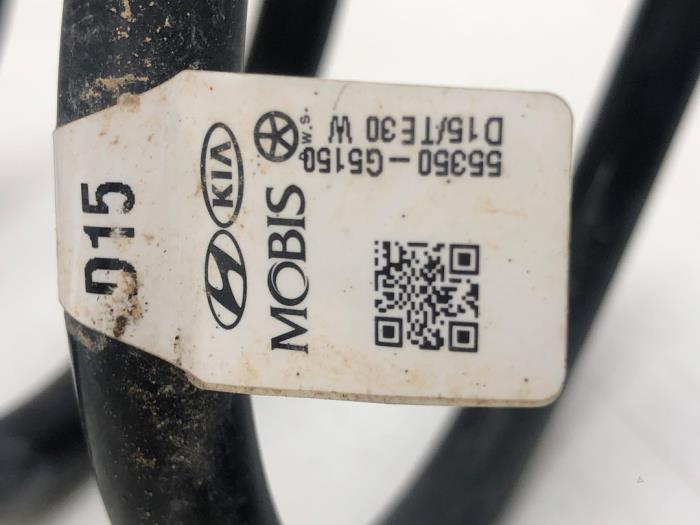 D15
KIA
MOBIS
D.W.S.
55350-G5150
D15/TE30 W